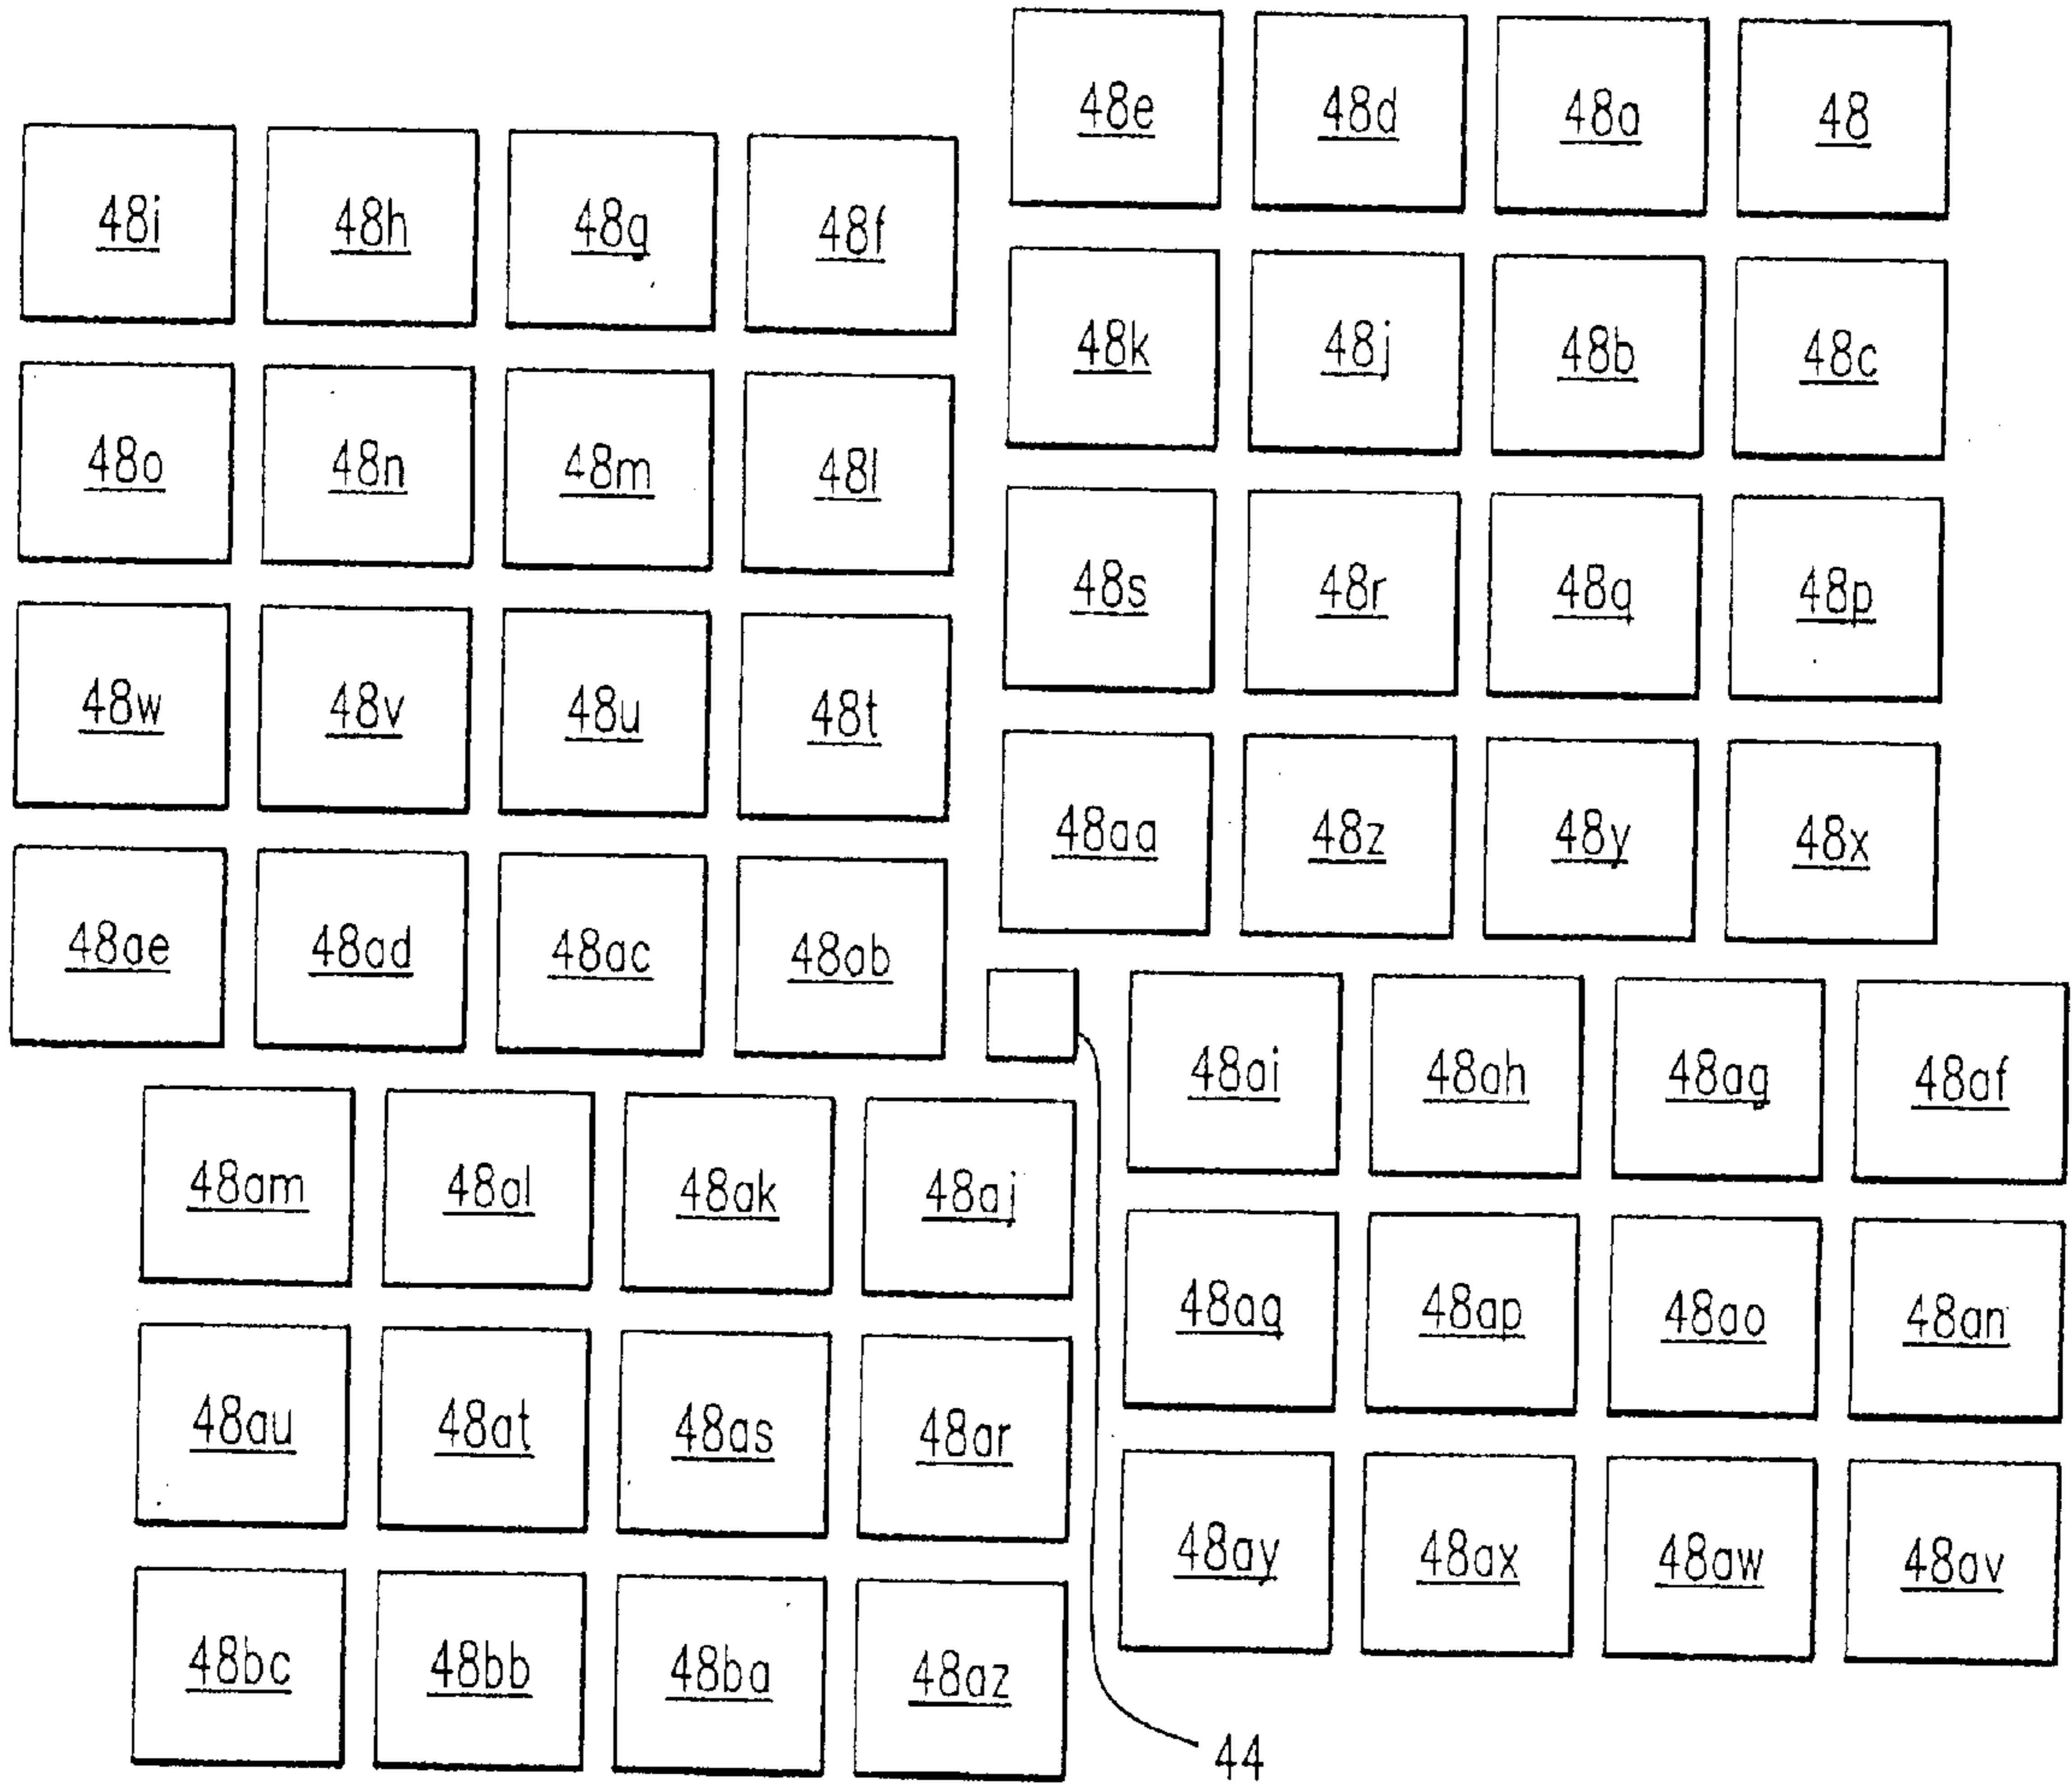 48e 48d 48a 48
48i 48h 48g 48f
48k 48j 48b 48c
48o 48n 48m 48l
48s 48r 48q 48p
48w 48v 48u 48t
48aa 48z 48y 48x
48ae 48ad 48ac 48ab
48ai 48ah 48ag 48af
48am 48al 48ak 48aj
48aq 48ap 48ao 48an
48au 48at 48as 48ar
48ay 48ax 48aw 48av
48bc 48bb 48ba 48az
44